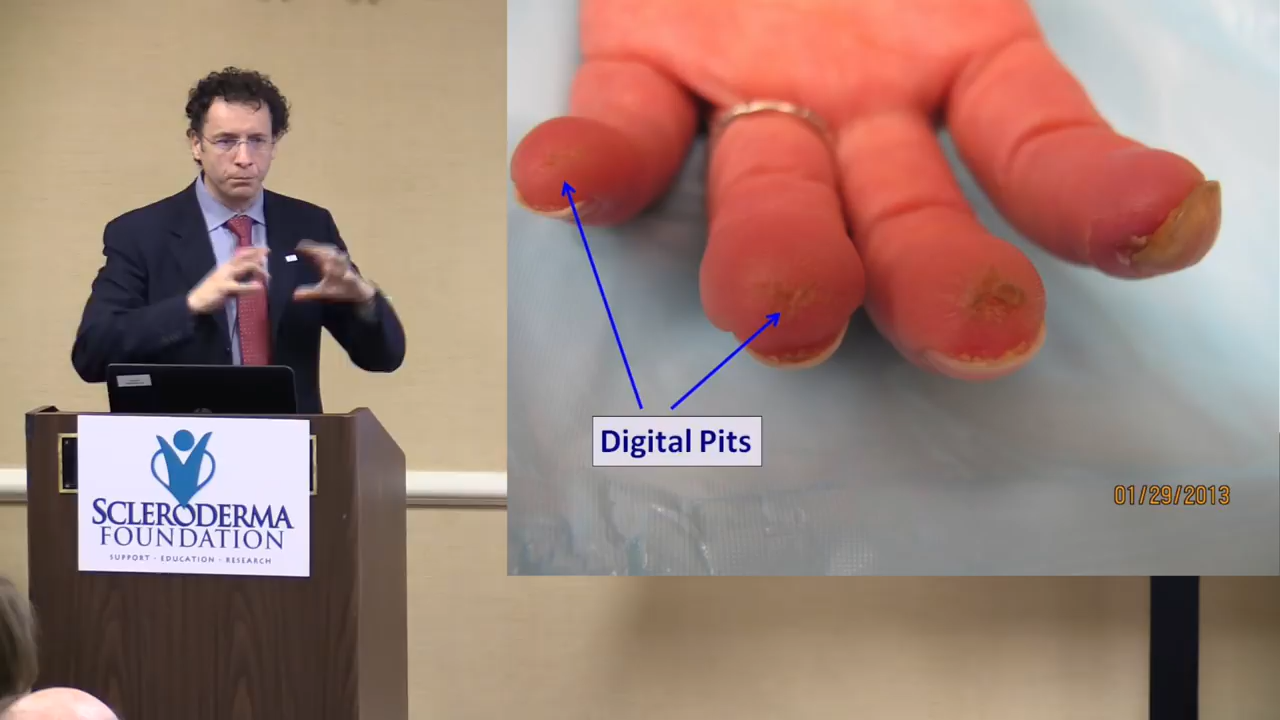 SCLERODERMA
FOUNDATION
SUPPORT · EDUCATION · RESEARCH
Digital Pits
01/29/2013